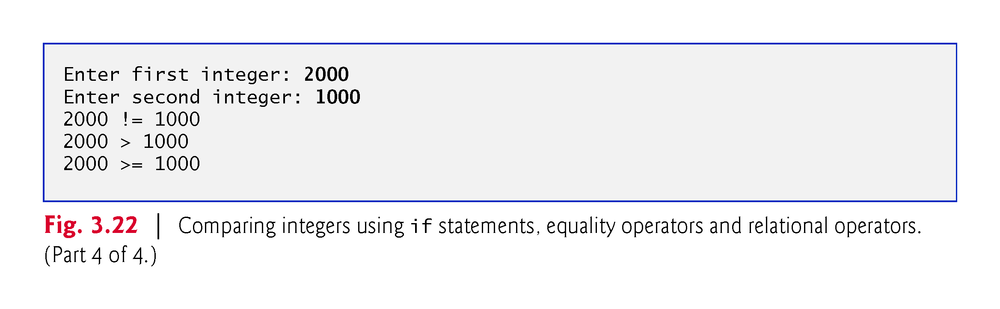 Enter first integer: 2000
Enter second integer: 1000
2000 != 1000
2000 > 1000
2000 >= 1000
Fig. 3.22 | Comparing integers using if statements, equality operators and relational operators.
(Part 4 of 4.)